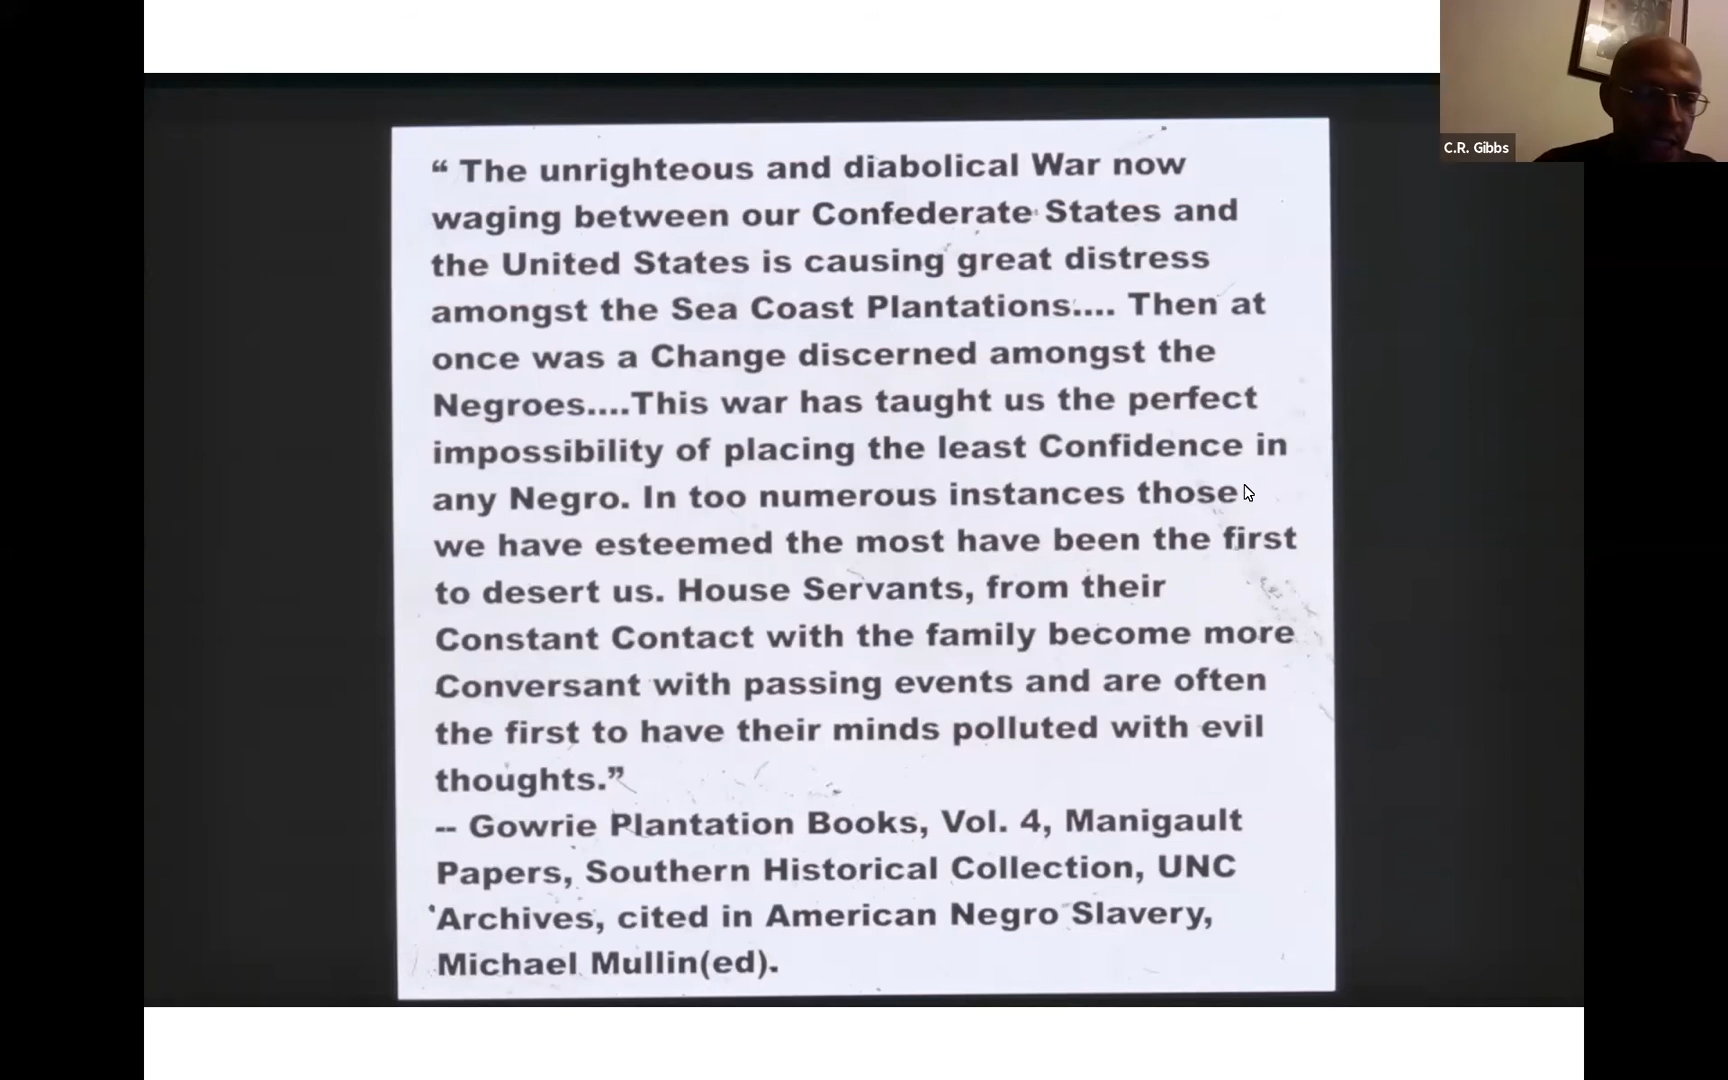 “ The unrighteous and diabolical War now
waging between our Confederate States and
the United States is causing great distress
amongst the Sea Coast Plantations.... Then at
once was a Change discerned amongst the
Negroes....This war has taught us the perfect
impossibility of placing the least Confidence in
any Negro. In too numerous instances those
we have esteemed the most have been the first
to desert us. House Servants, from their
Constant Contact with the family become more
Conversant with passing events and are often
the first to have their minds polluted with evil
thoughts.”
-- Gowrie Plantation Books, Vol. 4, Manigault
Papers, Southern Historical Collection, UNC
Archives, cited in American Negro Slavery,
Michael Mullin(ed).
C.R. Gibbs